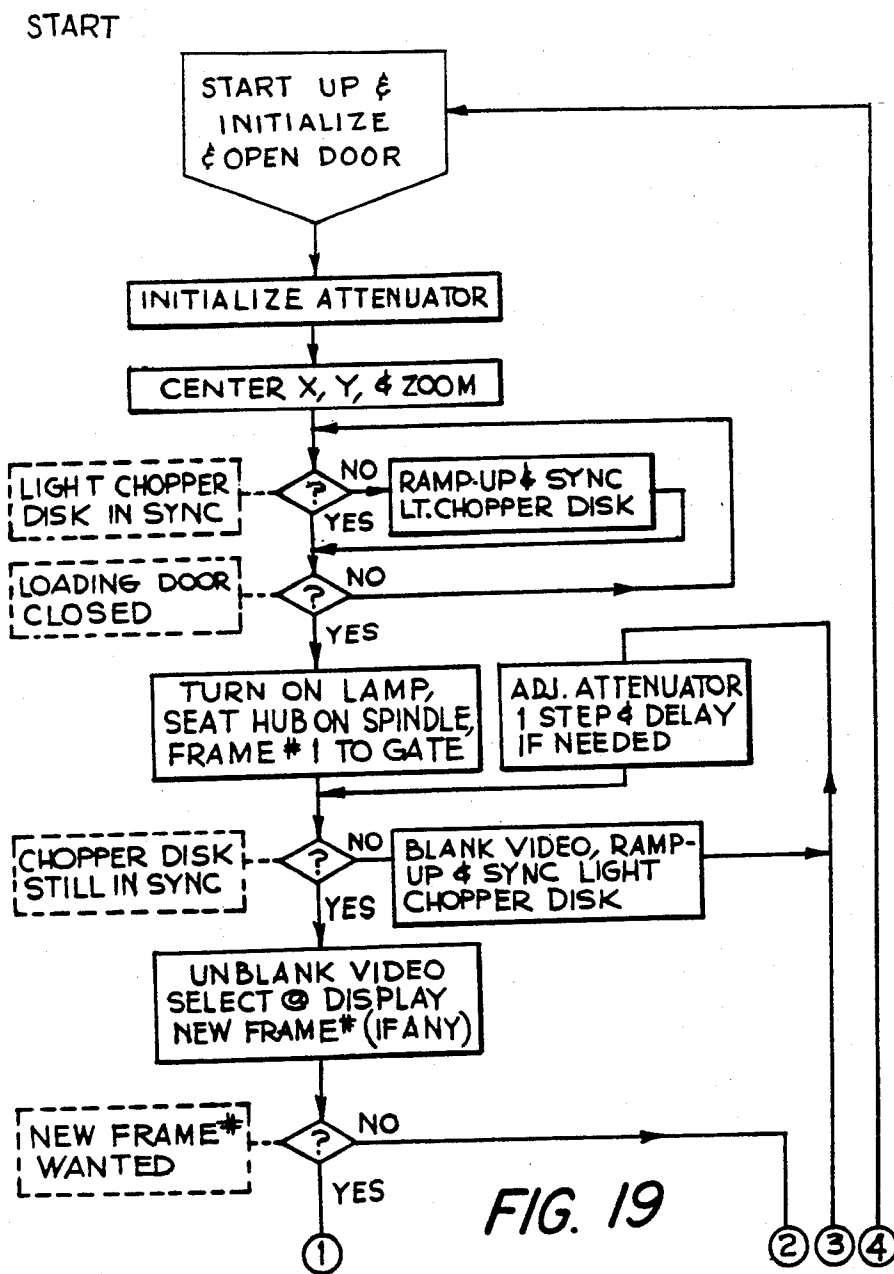 START
START UP &
INITIALIZE
& OPEN DOOR
INITIALIZE ATTENUATOR
CENTER X, Y, & ZOOM
LIGHT CHOPPER
DISK IN SYNC
?
NO
YES
RAMP-UP & SYNC
LT. CHOPPER DISK
LOADING DOOR
CLOSED
?
NO
YES
TURN ON LAMP,
SEAT HUB ON SPINDLE,
FRAME # 1 TO GATE
ADJ. ATTENUATOR
1 STEP & DELAY
IF NEEDED
CHOPPER DISK
STILL IN SYNC
?
NO
YES
BLANK VIDEO, RAMP-
UP & SYNC LIGHT
CHOPPER DISK
UNBLANK VIDEO
SELECT @ DISPLAY
NEW FRAME # (IF ANY)
NEW FRAME #
WANTED
?
NO
YES
FIG. 19
1
2
3
4